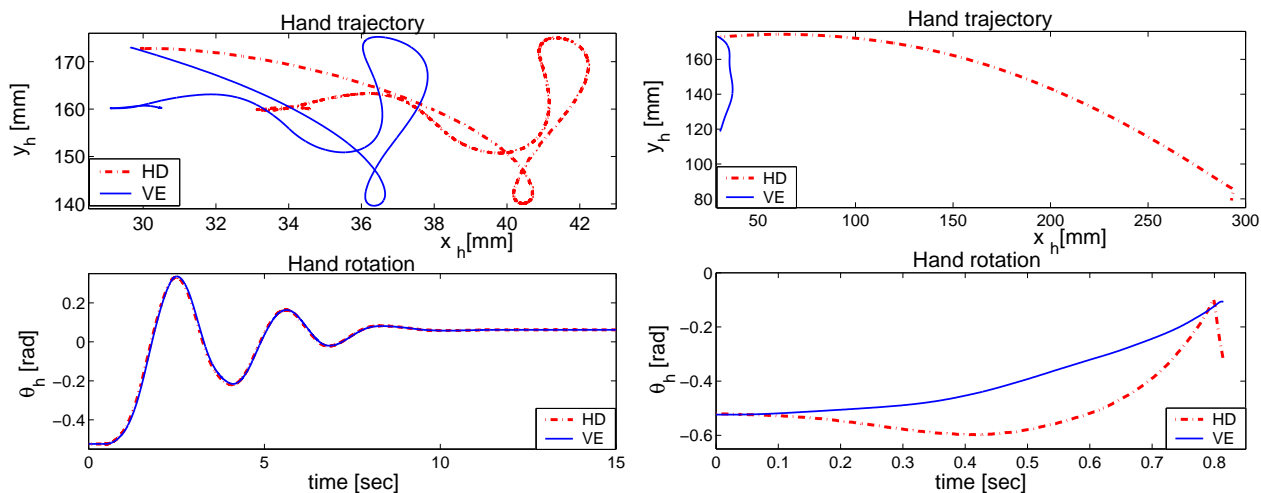 Hand trajectory
y_h [mm]
170
160
150
140
HD
VE
30
32
34
36
38
40
42
x_h[mm]
Hand trajectory
y_h [mm]
160
140
120
100
80
HD
VE
50
100
150
200
250
300
x_h[mm]
Hand rotation
θ_h [rad]
0.2
0
−0.2
−0.4
HD
VE
0
5
10
15
time [sec]
Hand rotation
θ_h [rad]
0
−0.2
−0.4
−0.6
HD
VE
0
0.1
0.2
0.3
0.4
0.5
0.6
0.7
0.8
time [sec]